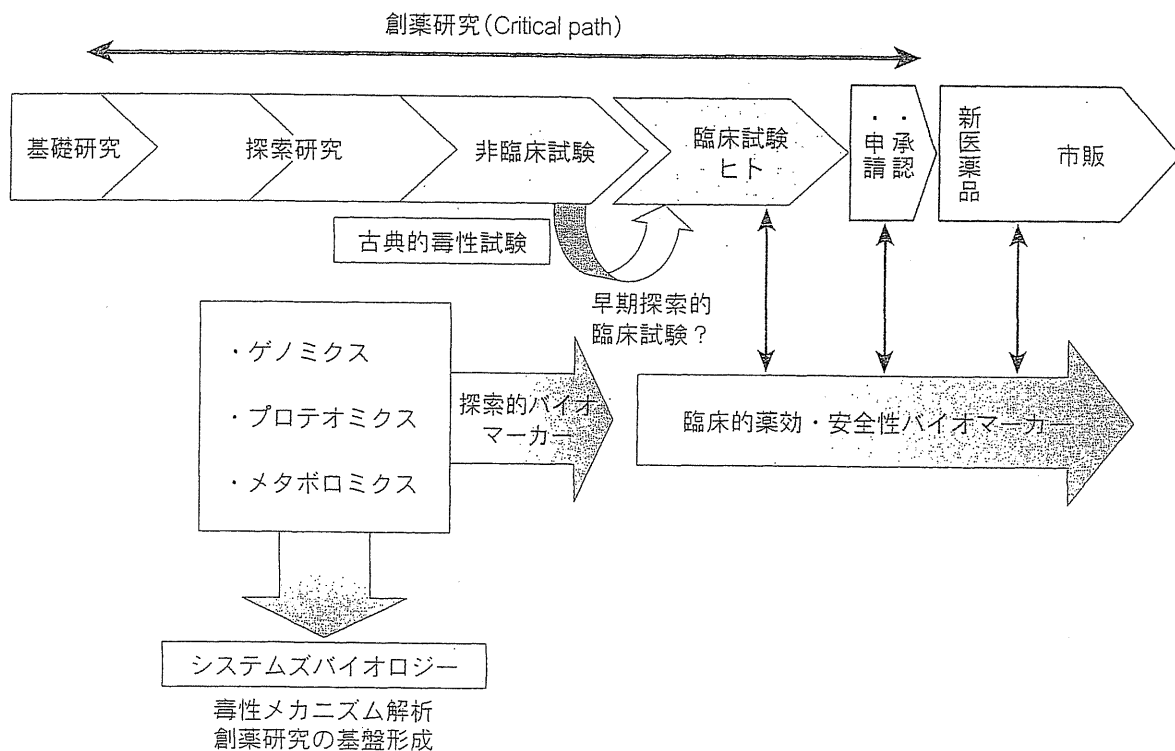 創薬研究(Critical path)
基礎研究
探索研究
非臨床試験
臨床試験
ヒト
・申請
・承認
新医薬品
市販
古典的毒性試験
早期探索的
臨床試験?
・ゲノミクス
・プロテオミクス
・メタボロミクス
探索的バイオ
マーカー
臨床的薬効・安全性バイオマーカー
システムズバイオロジー
毒性メカニズム解析
創薬研究の基盤形成